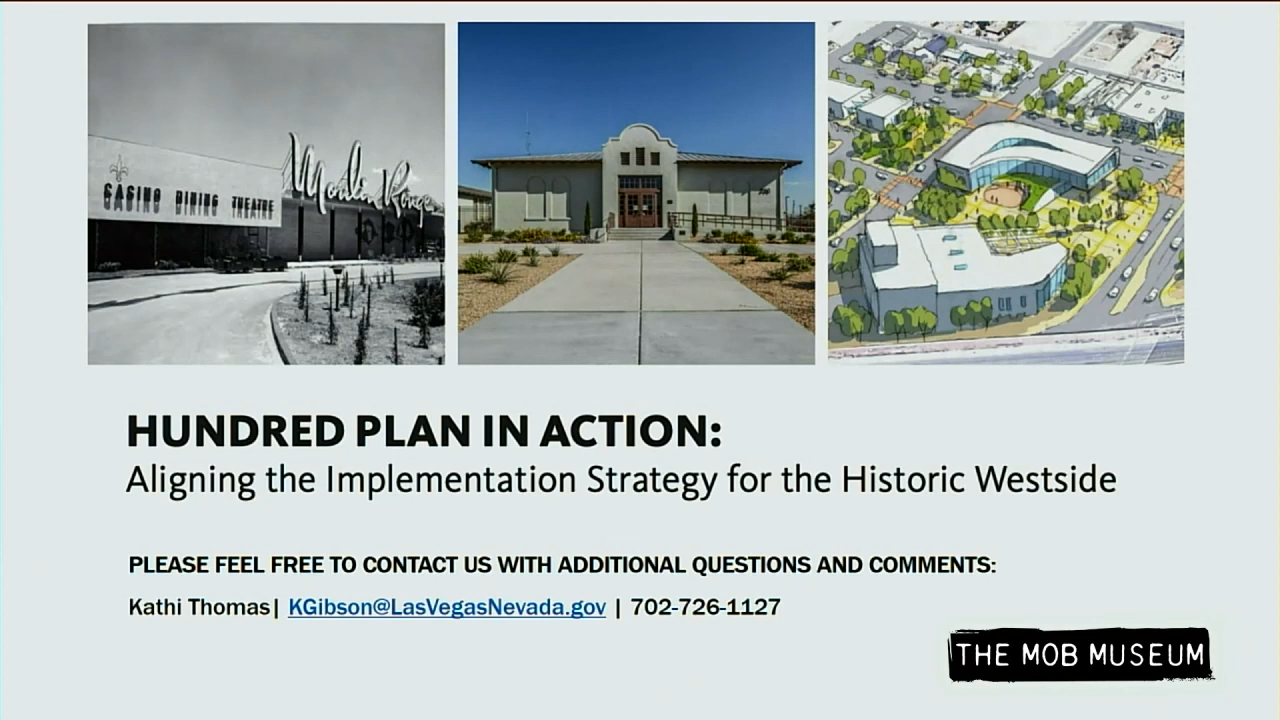 CASINO DINING THEATRE
Moulin Rouge
HUNDRED PLAN IN ACTION:
Aligning the Implementation Strategy for the Historic Westside
PLEASE FEEL FREE TO CONTACT US WITH ADDITIONAL QUESTIONS AND COMMENTS:
Kathi Thomas| KGibson@LasVegasNevada.gov | 702-726-1127
THE MOB MUSEUM